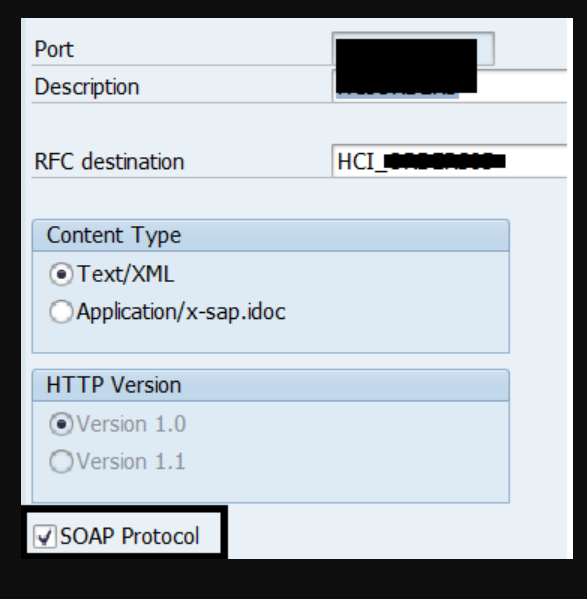 Port
Description
RFC destination HCI_
Content Type
Text/XML
Application/x-sap.idoc
HTTP Version
Version 1.0
Version 1.1
SOAP Protocol